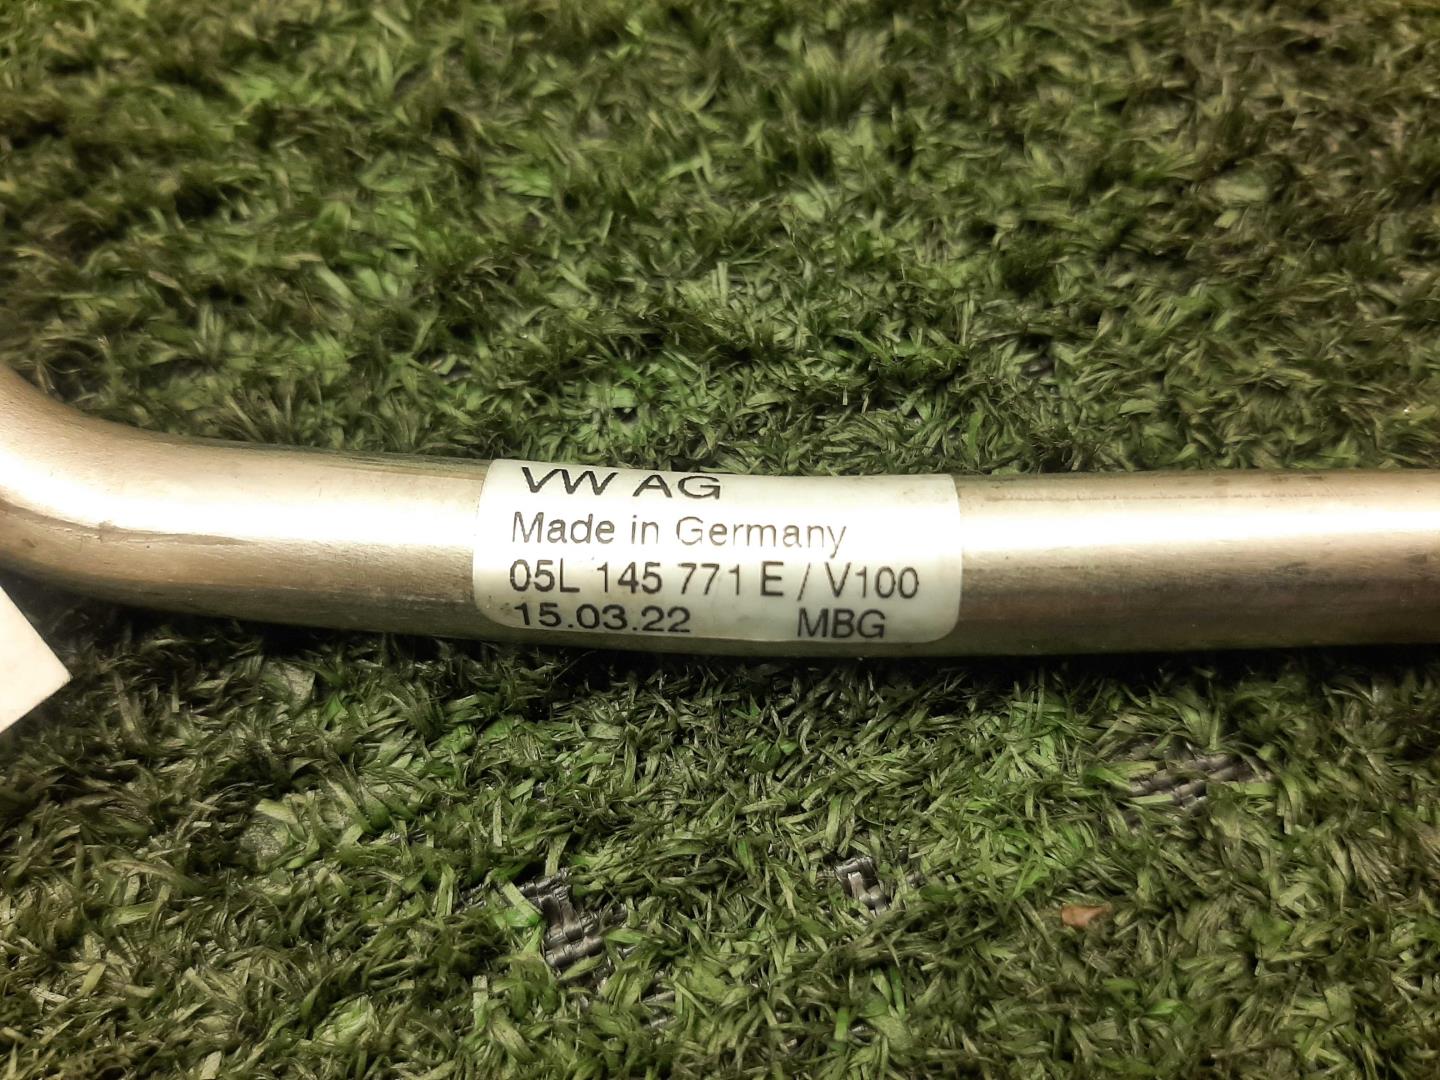 VW AG
Made in Germany
05L 145 771 E / V100
15.03.22 MBG